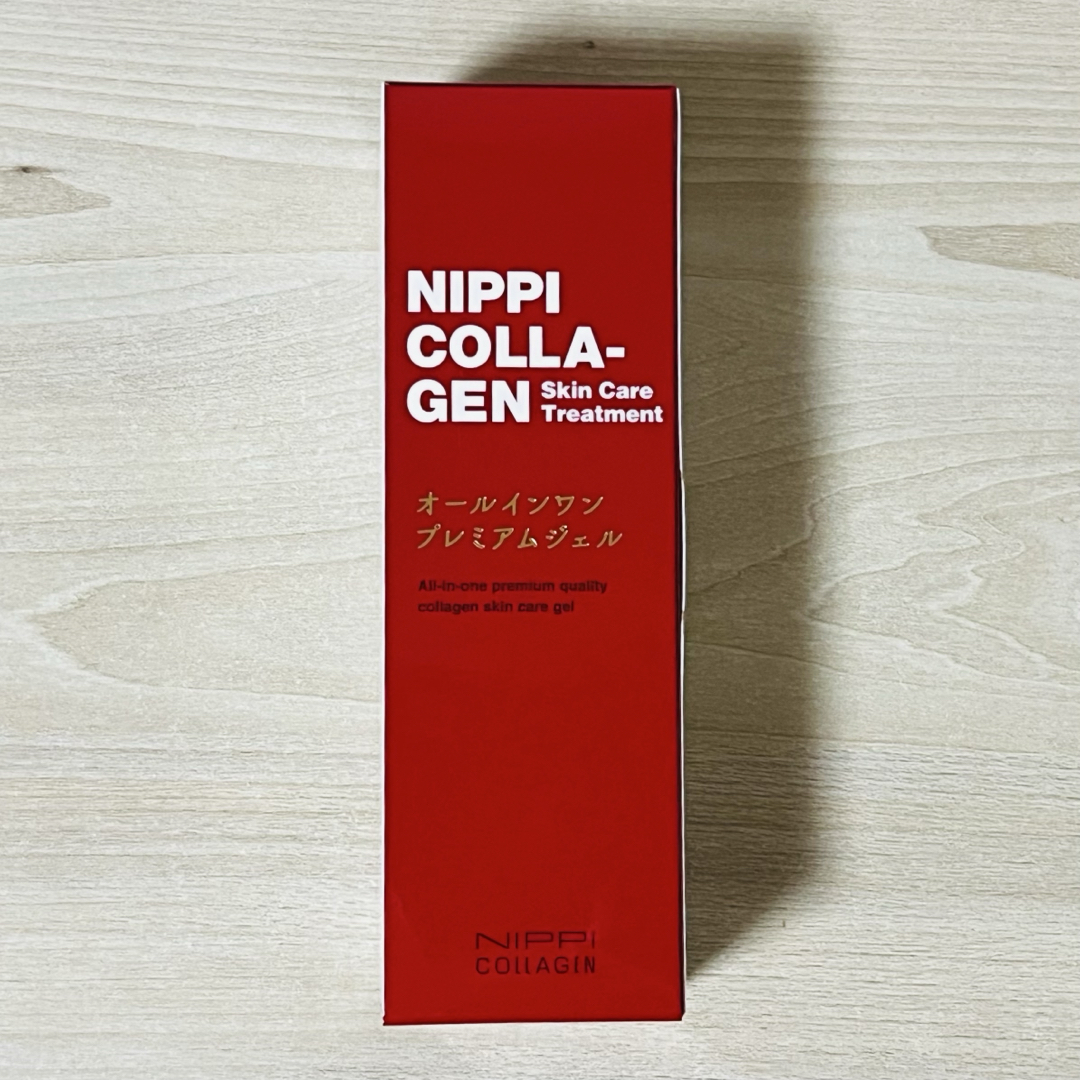 NIPPI
COLLA-
GEN Skin Care
Treatment
オールインワン
プレミアムジェル
All-in-one premium quality
collagen skin care gel
NIPPI
COLLAGEN